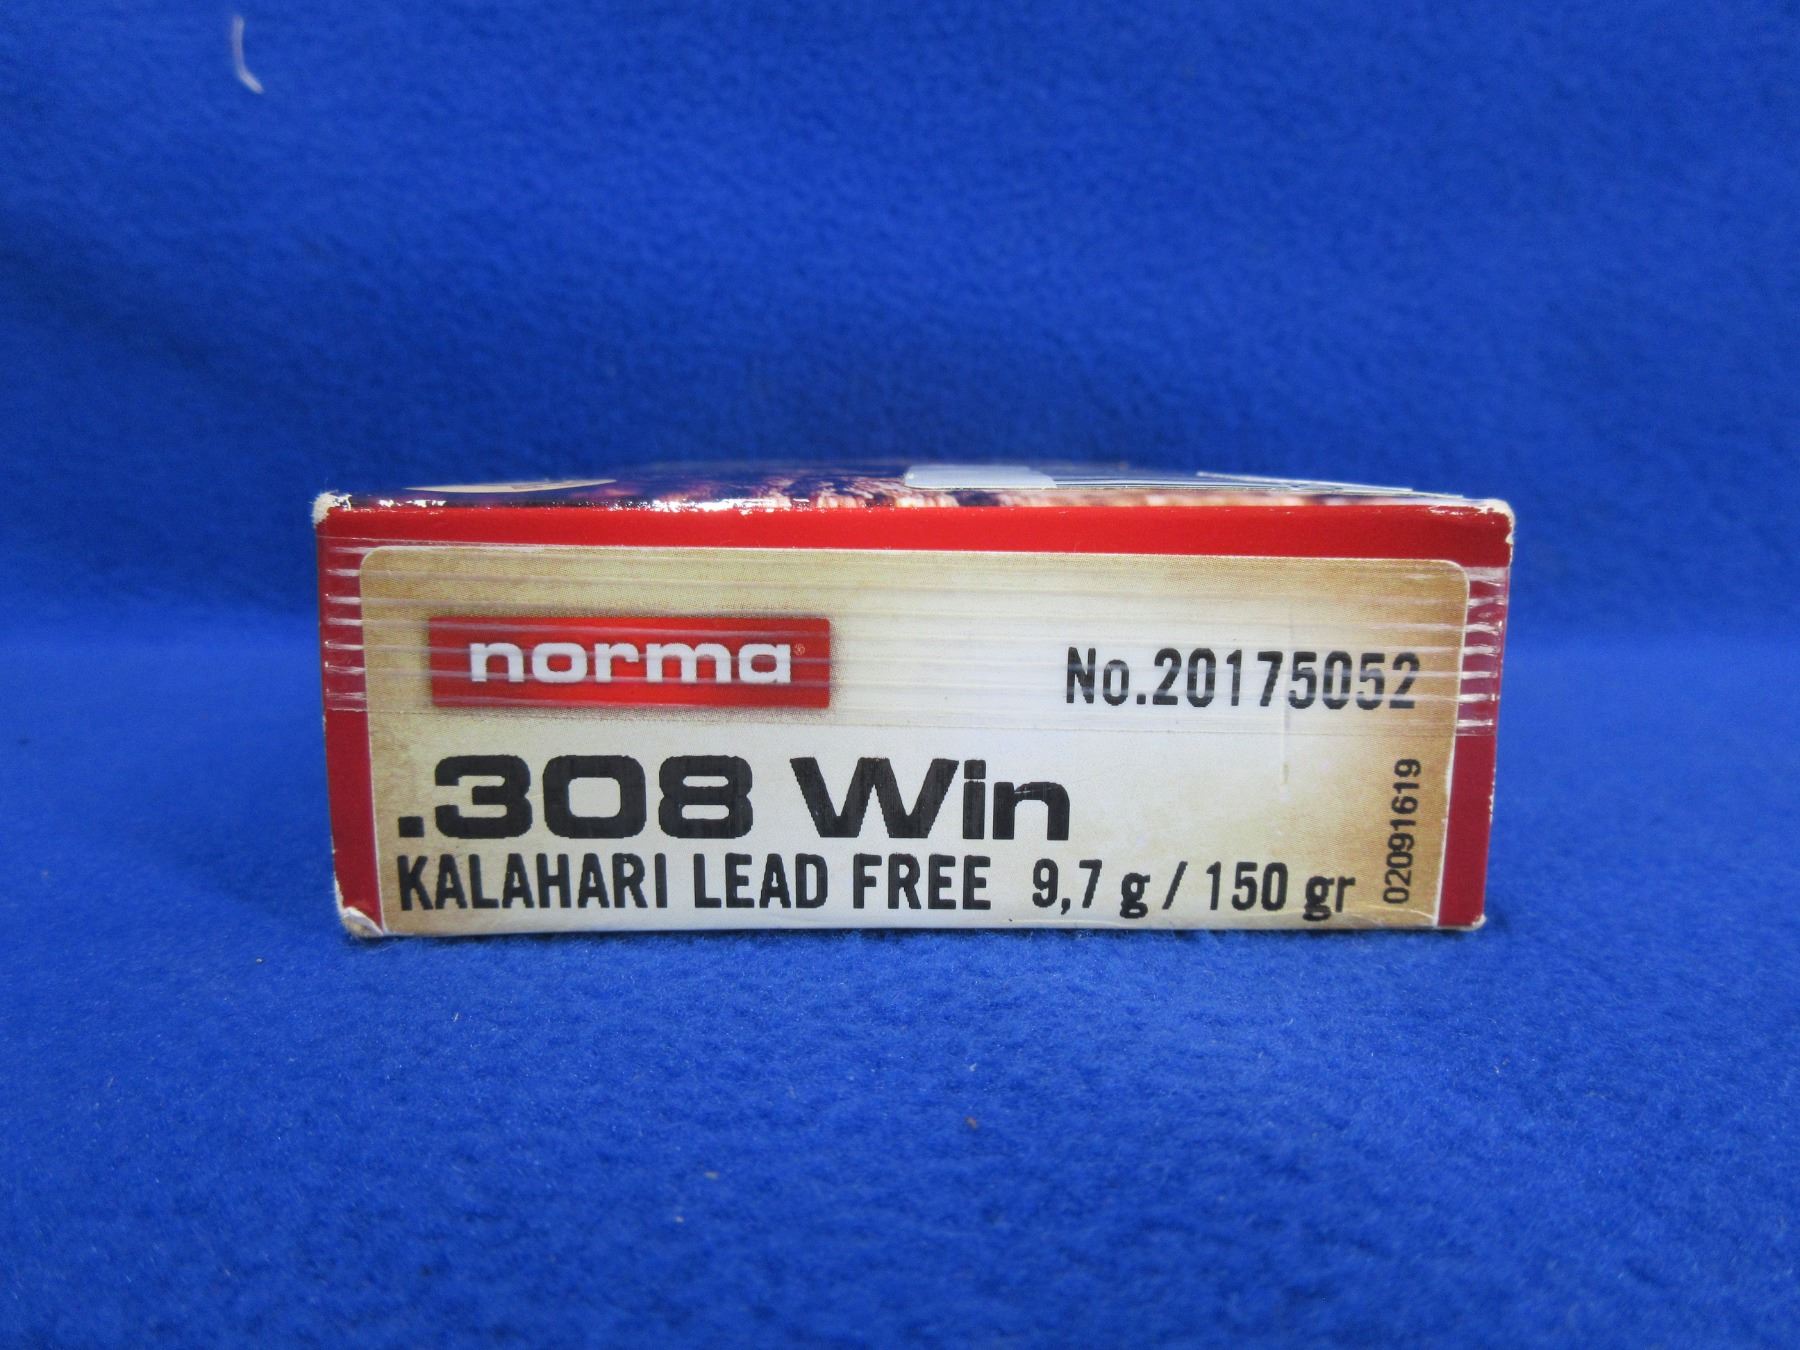 norma®
No.20175052
.308 Win
KALAHARI LEAD FREE 9,7 g / 150 gr
02091619